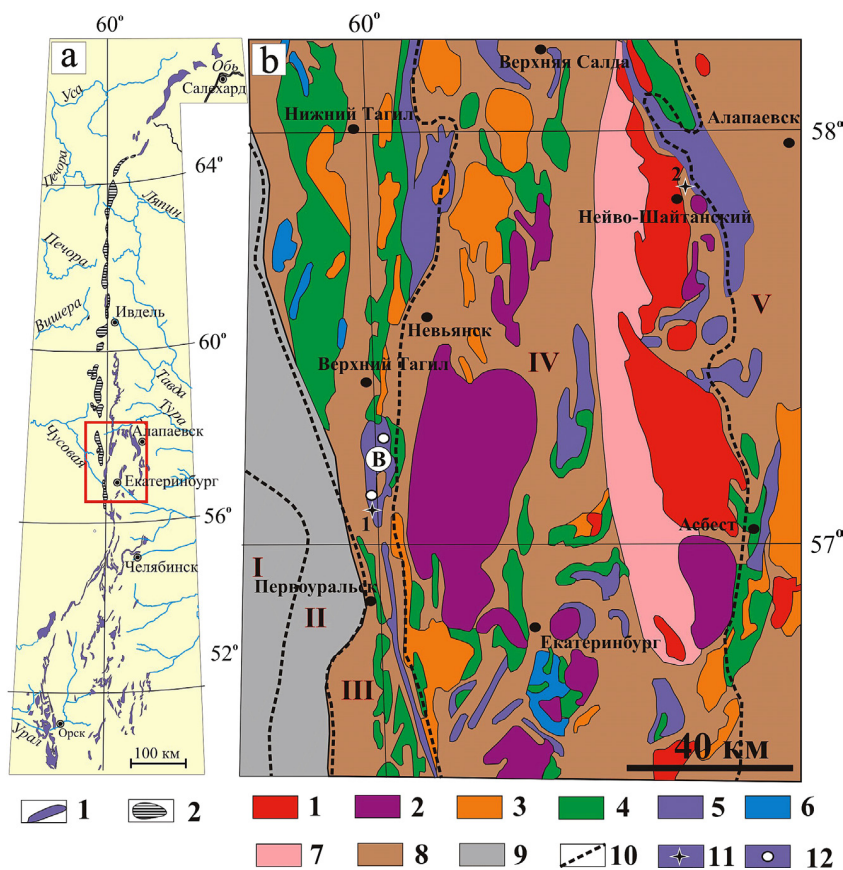 60°
a
Обь
Салехард
Уса
Печора
64°
Ляпин
Печора
Вишера
Ивдель
60°
Тавда
Тура
Чусовая
Алапаевск
Екатеринбург
56°
Челябинск
52°
Урал
Орск
100 км
1
2
60°
b
Верхняя Салда
Нижний Тагил
Алапаевск
58°
2
Нейво-Шайтанский
V
Невьянск
IV
Верхний Тагил
В
1
Асбест
57°
I
Первоуральск
II
Екатеринбург
III
40 км
1
2
3
4
5
6
7
8
9
10
11
12